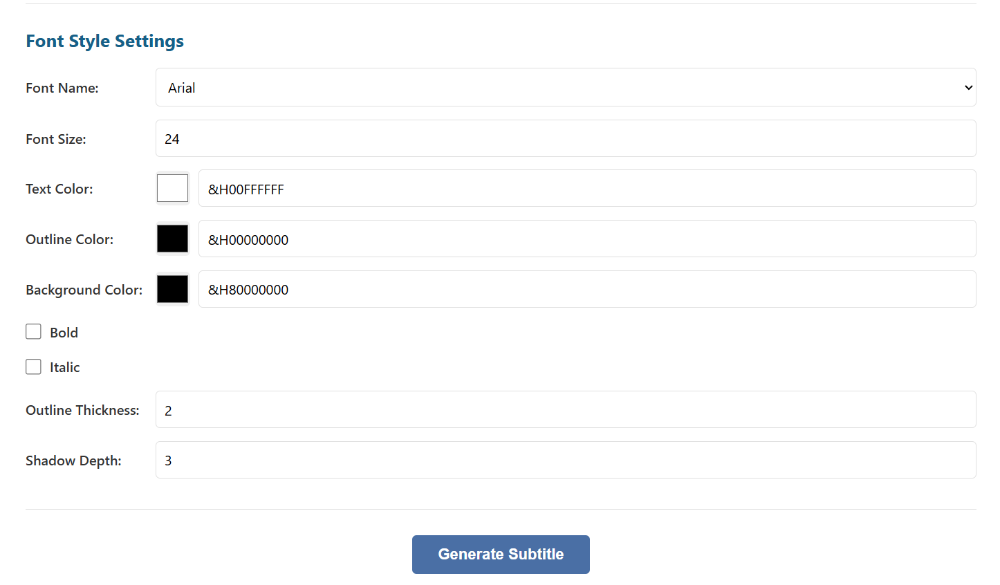 Font Style Settings
Font Name: Arial
Font Size: 24
Text Color: &H00FFFFFF
Outline Color: &H00000000
Background Color: &H80000000
Bold
Italic
Outline Thickness: 2
Shadow Depth: 3
Generate Subtitle